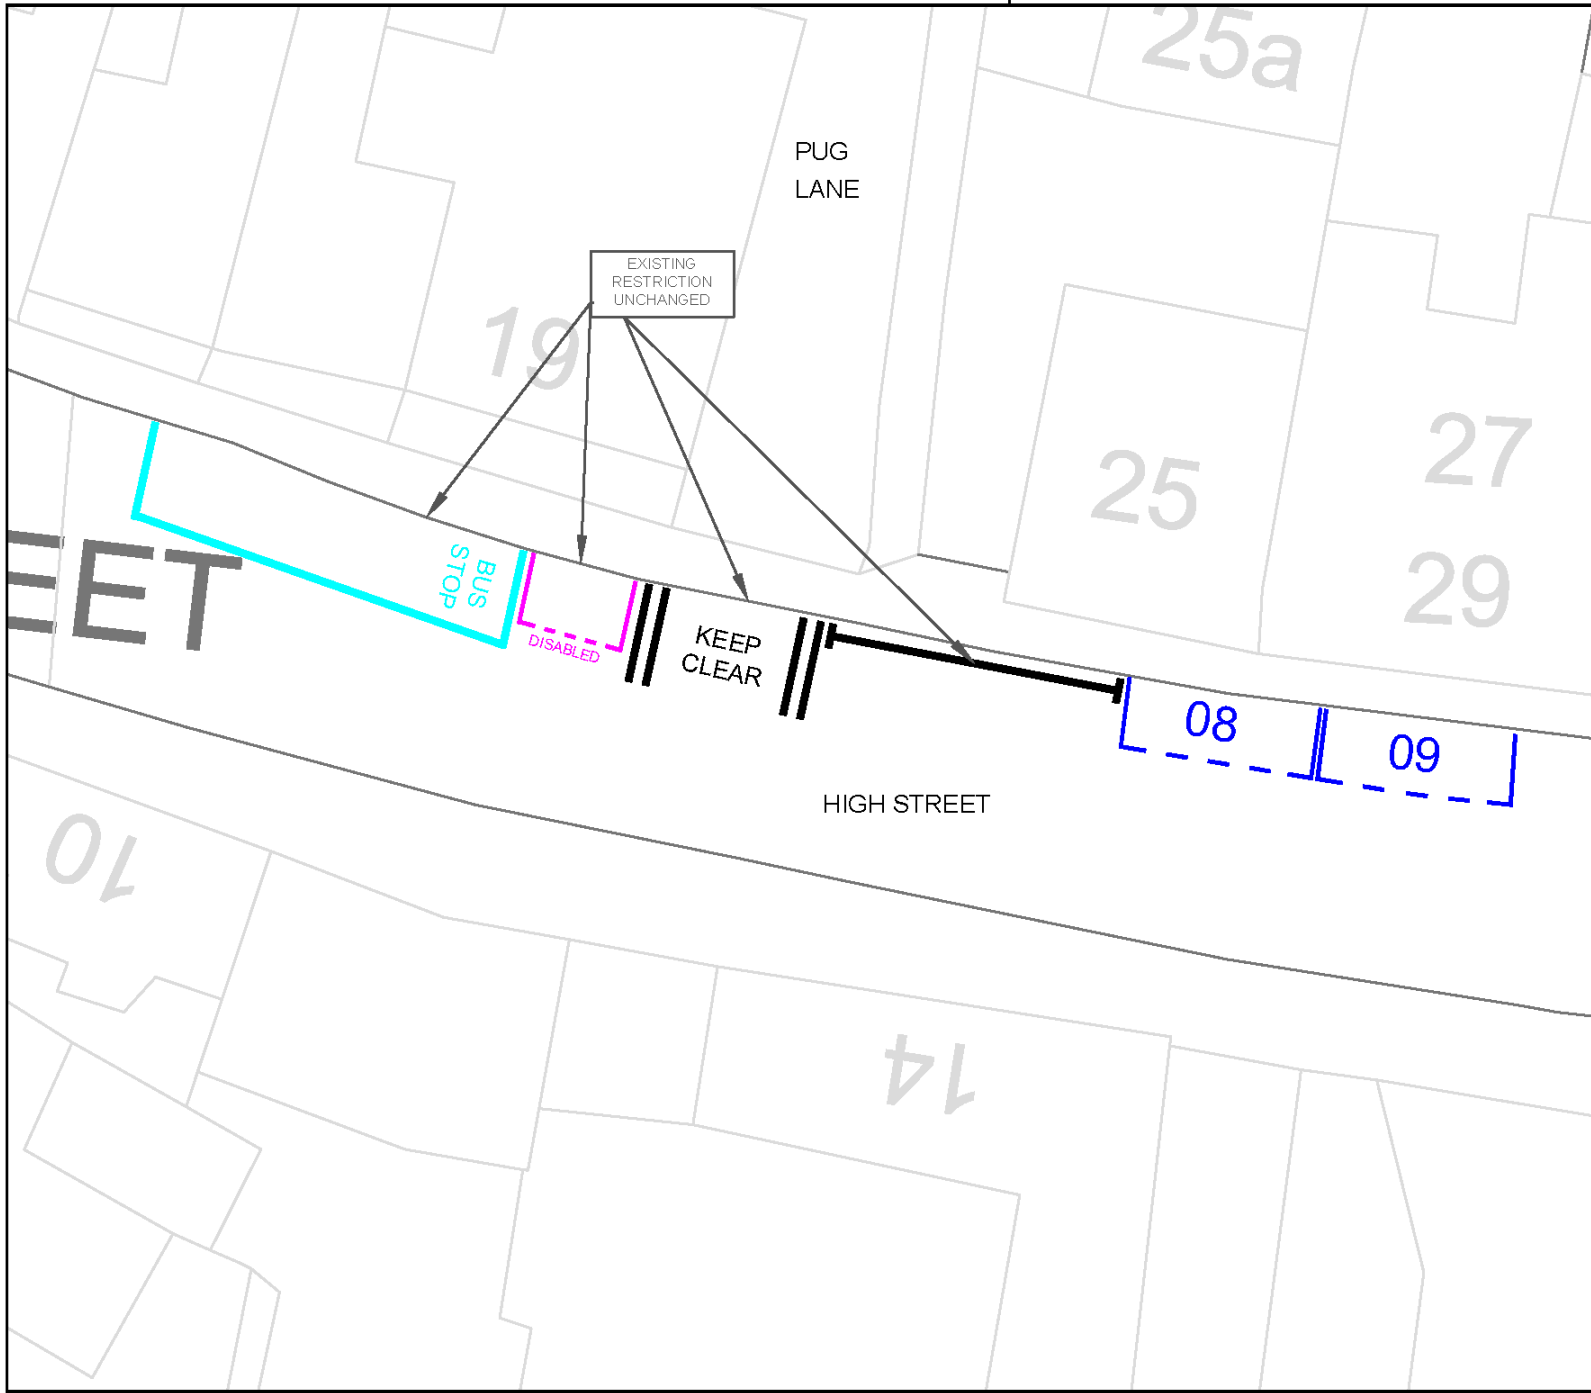 25a
PUG
LANE
EXISTING
RESTRICTION
UNCHANGED
19
27
25
29
EET
BUS
STOP
DISABLED
KEEP
CLEAR
08
09
HIGH STREET
10
14